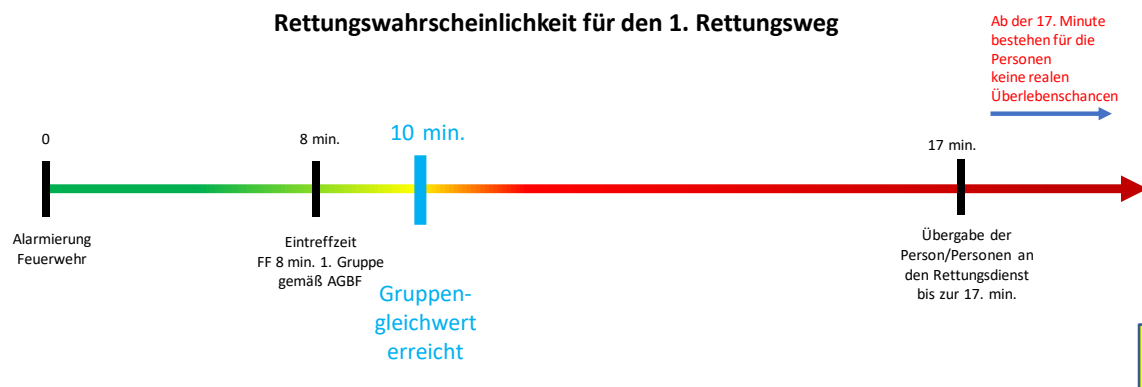 Rettungswahrscheinlichkeit für den 1. Rettungsweg
Ab der 17. Minute
bestehen für die
Personen
keine realen
Überlebenschancen
0
8 min.
10 min.
17 min.
Alarmierung
Feuerwehr
Eintreffzeit
FF 8 min. 1. Gruppe
gemäß AGBF
Gruppen-
gleichwert
erreicht
Übergabe der
Person/Personen an
den Rettungsdienst
bis zur 17. min.